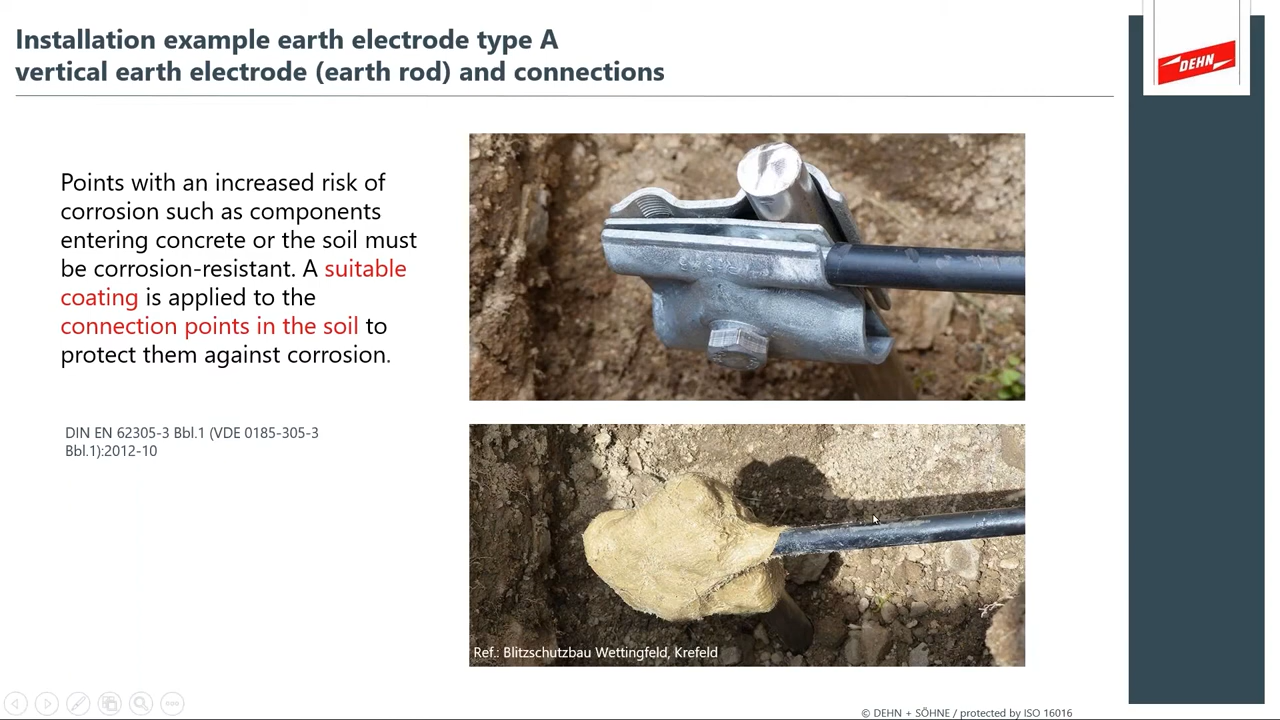 Installation example earth electrode type A
vertical earth electrode (earth rod) and connections
DEHN
Points with an increased risk of
corrosion such as components
entering concrete or the soil must
be corrosion-resistant. A suitable
coating is applied to the
connection points in the soil to
protect them against corrosion.
DIN EN 62305-3 Bbl.1 (VDE 0185-305-3
Bbl.1):2012-10
Ref.: Blitzschutzbau Wettingfeld, Krefeld
© DEHN + SÖHNE / protected by ISO 16016